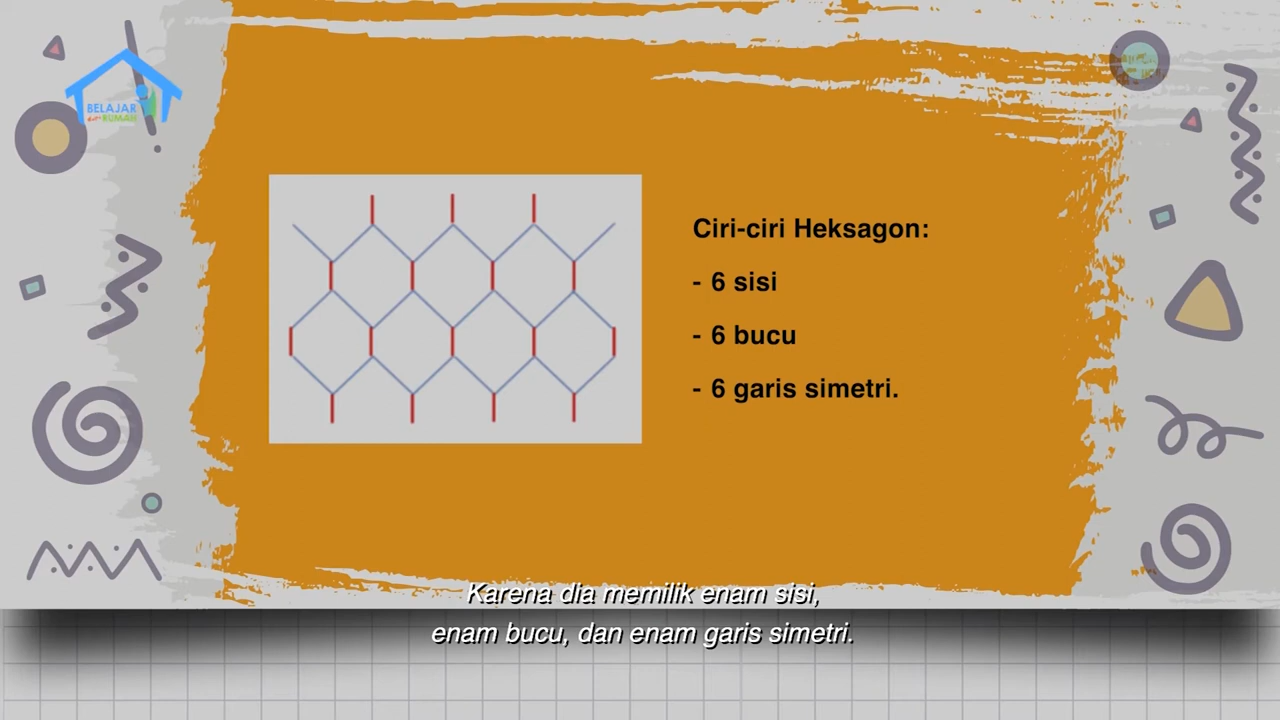 BELAJAR
dari RUMAH
Ciri-ciri Heksagon:
- 6 sisi
- 6 bucu
- 6 garis simetri.
Karena dia memilik enam sisi,
enam bucu, dan enam garis simetri.